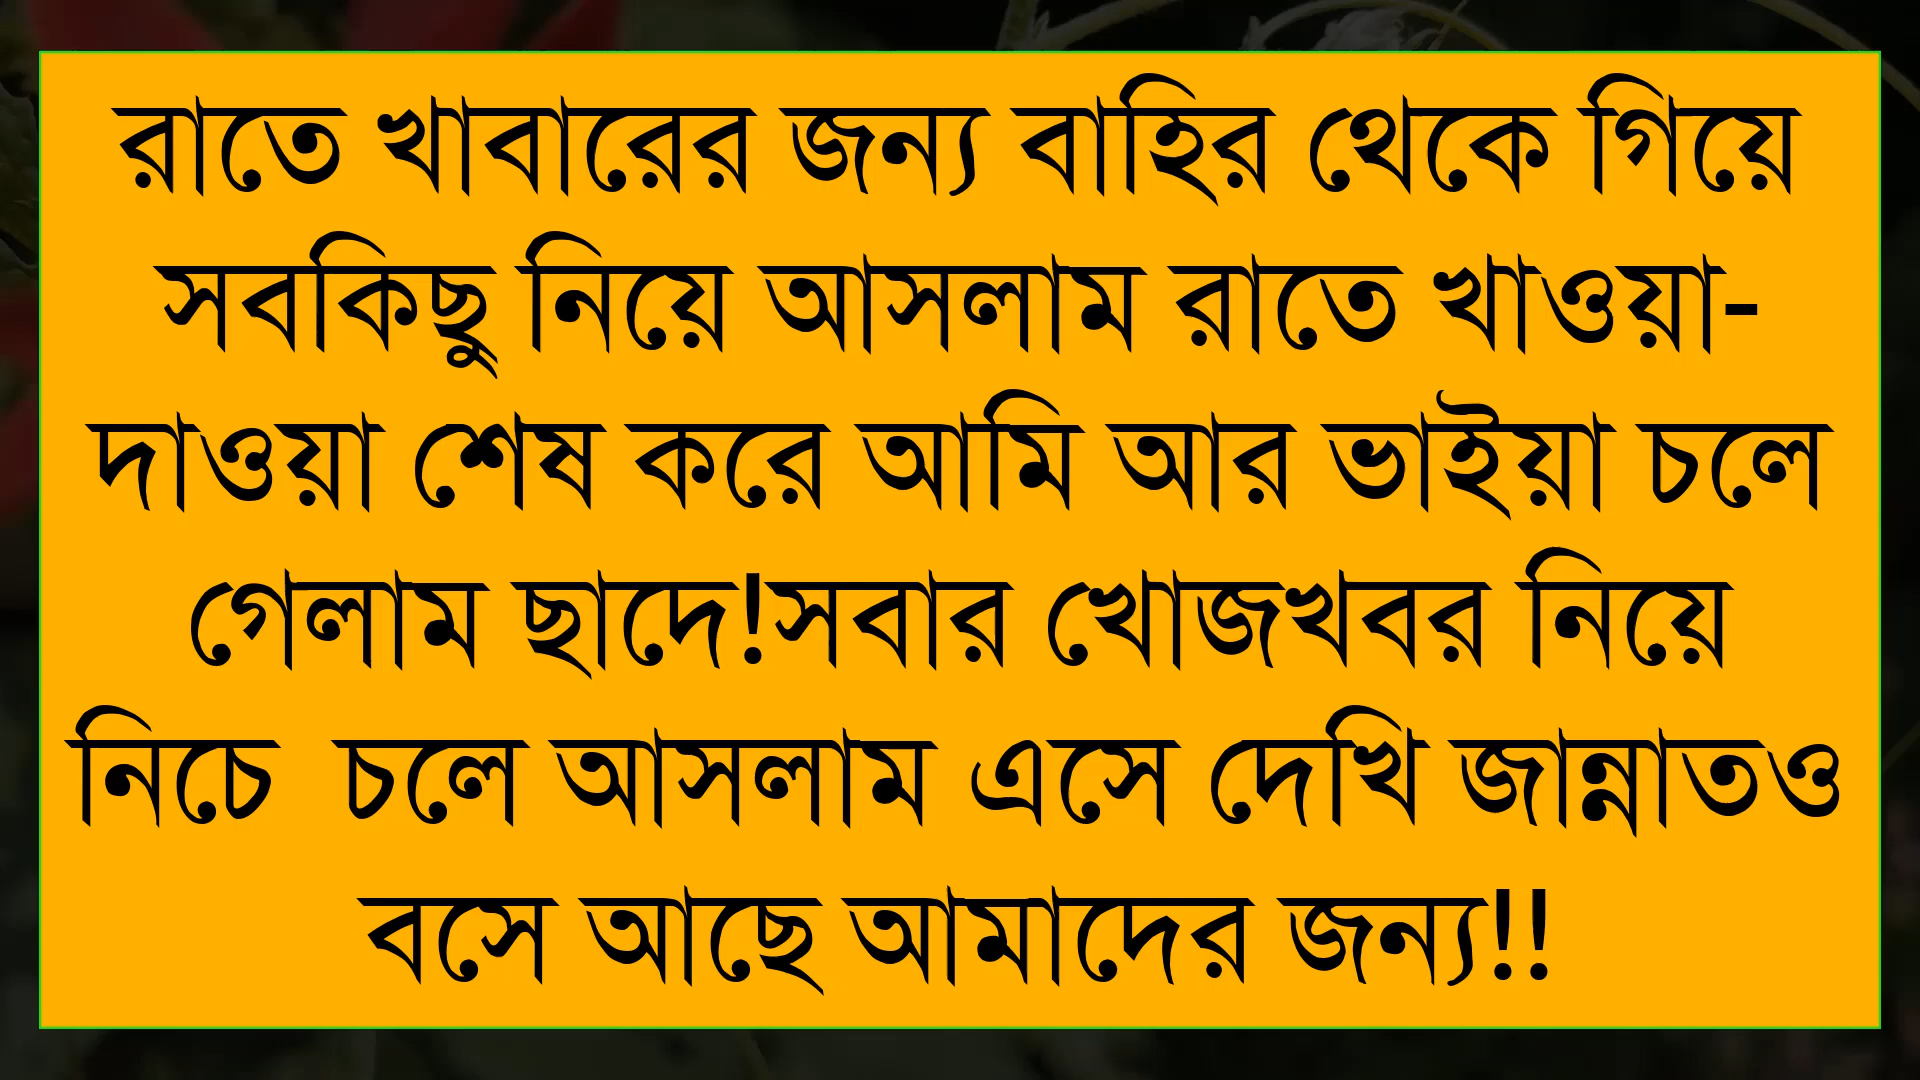 রাতে খাবারের জন্য বাহির থেকে গিয়ে
সবকিছু নিয়ে আসলাম রাতে খাওয়া-
দাওয়া শেষ করে আমি আর ভাইয়া চলে
গেলাম ছাদে!সবার খোজখবর নিয়ে
নিচে  চলে আসলাম এসে দেখি জান্নাতও
বসে আছে আমাদের জন্য!!